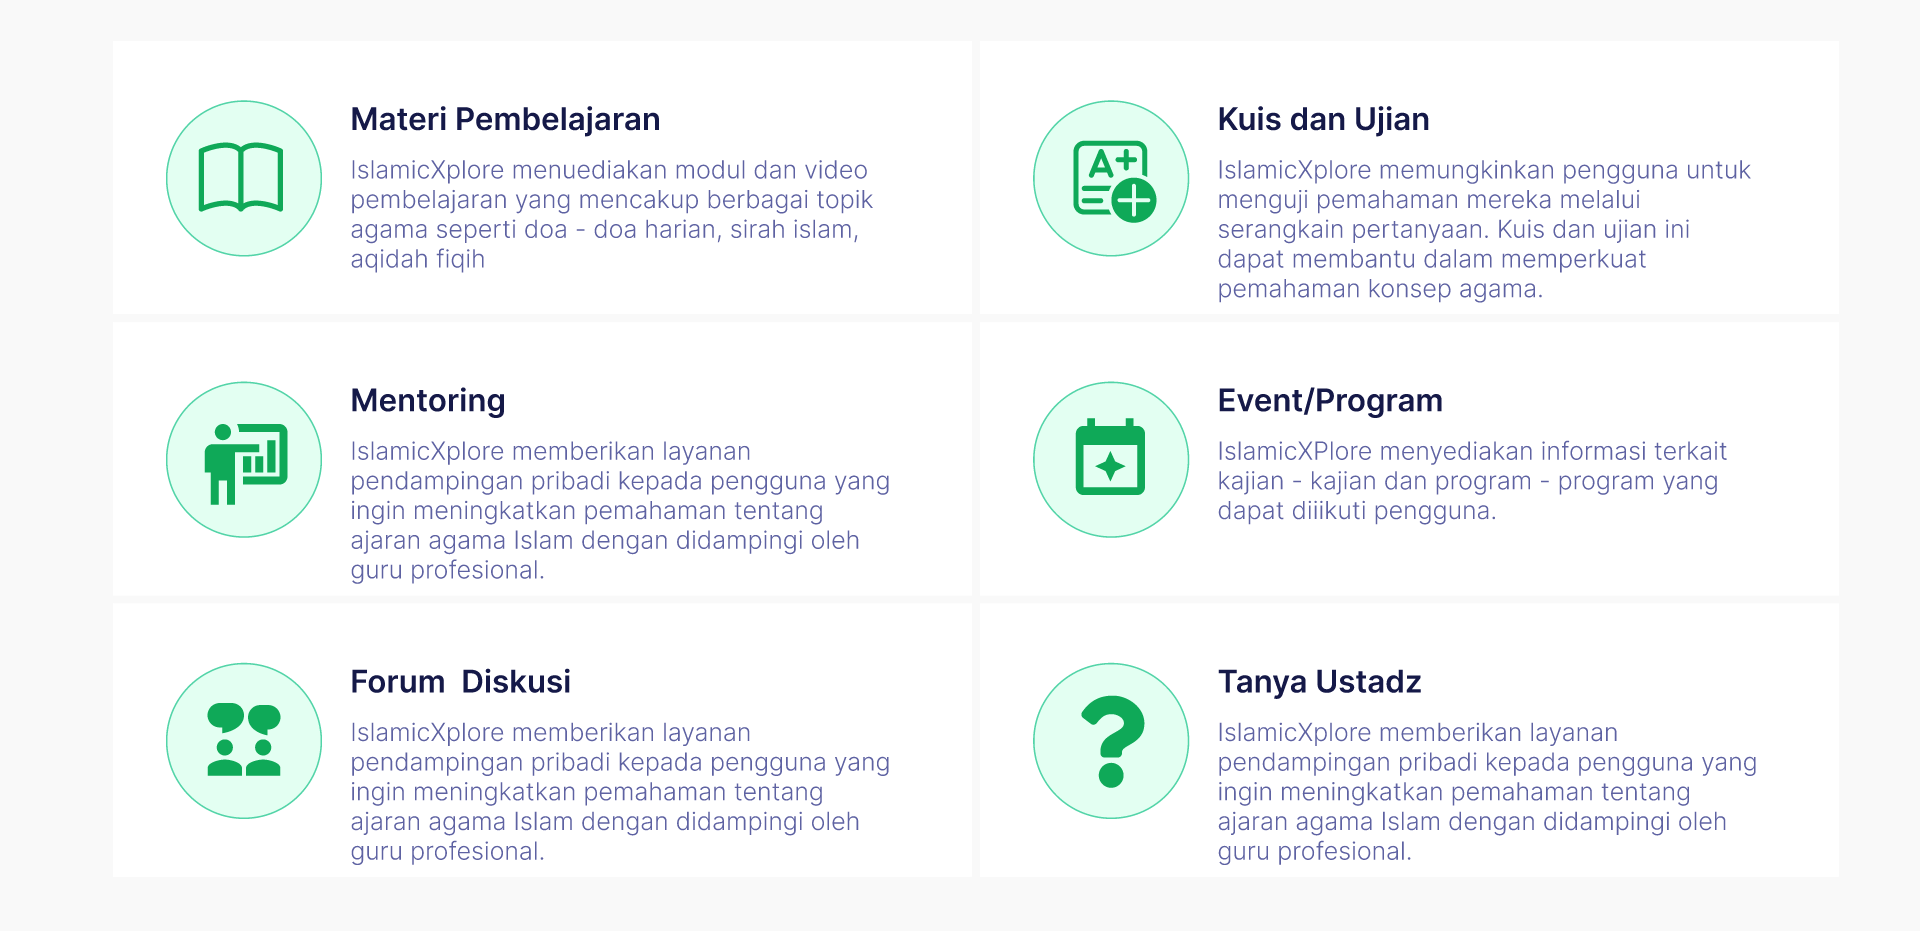 Materi Pembelajaran
IslamicXplore menuediakan modul dan video
pembelajaran yang mencakup berbagai topik
agama seperti doa - doa harian, sirah islam,
aqidah fiqih
A+
Kuis dan Ujian
IslamicXplore memungkinkan pengguna untuk
menguji pemahaman mereka melalui
serangkain pertanyaan. Kuis dan ujian ini
dapat membantu dalam memperkuat
pemahaman konsep agama.
Mentoring
IslamicXplore memberikan layanan
pendampingan pribadi kepada pengguna yang
ingin meningkatkan pemahaman tentang
ajaran agama Islam dengan didampingi oleh
guru profesional.
Event/Program
IslamicXPlore menyediakan informasi terkait
kajian - kajian dan program - program yang
dapat diiikuti pengguna.
Forum  Diskusi
IslamicXplore memberikan layanan
pendampingan pribadi kepada pengguna yang
ingin meningkatkan pemahaman tentang
ajaran agama Islam dengan didampingi oleh
guru profesional.
?
Tanya Ustadz
IslamicXplore memberikan layanan
pendampingan pribadi kepada pengguna yang
ingin meningkatkan pemahaman tentang
ajaran agama Islam dengan didampingi oleh
guru profesional.